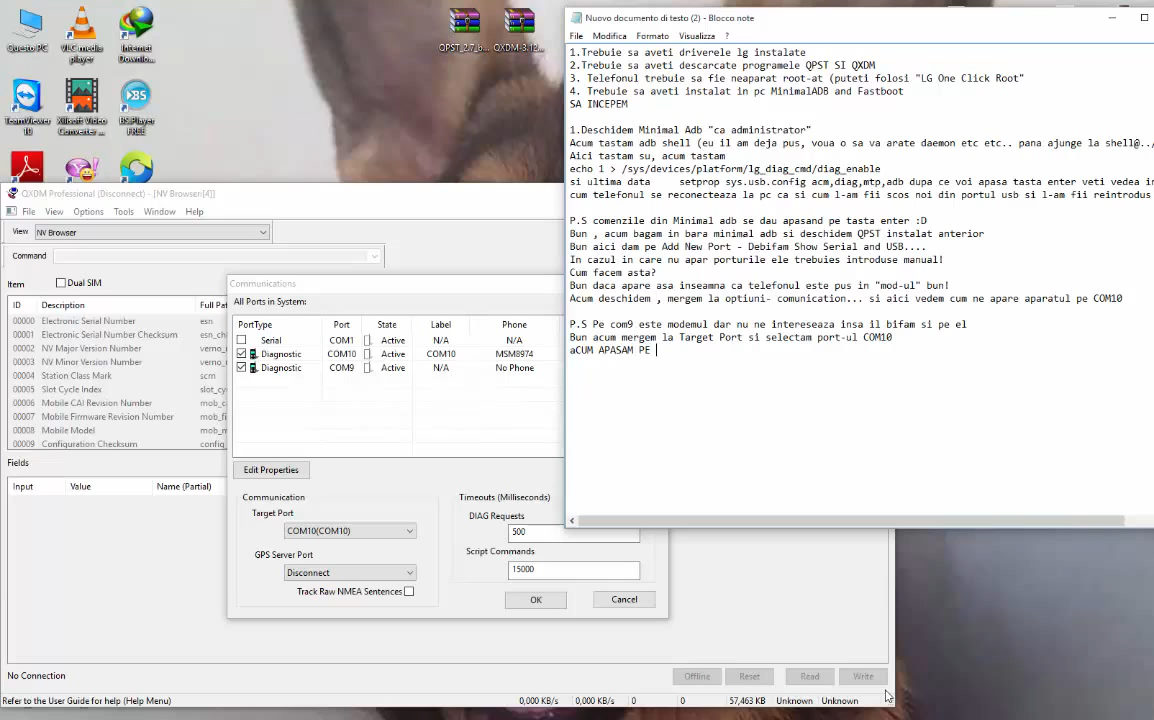 Questo PC
VLC media player
Internet Downlo...
TeamViewer 10
Xilisoft Video Converter ...
BS.Player FREE
QPST_2.7_b...
QXDM-3.12...
Nuovo documento di testo (2) - Blocco note
File Modifica Formato Visualizza ?
1.Trebuie sa aveti driverele lg instalate
2.Trebuie sa aveti descarcate programele QPST SI QXDM
3. Telefonul trebuie sa fie neaparat root-at (puteti folosi "LG One Click Root"
4. Trebuie sa aveti instalat in pc MinimalADB and Fastboot
SA INCEPEM
1.Deschidem Minimal Adb "ca administrator"
Acum tastam adb shell (eu il am deja pus, voua o sa va arate daemon etc etc.. pana ajunge la shell@../
Aici tastam su, acum tastam
echo 1 > /sys/devices/platform/lg_diag_cmd/diag_enable
si ultima data setprop sys.usb.config acm,diag,mtp,adb dupa ce voi apasa tasta enter veti vedea i
cum telefonul se reconecteaza la pc ca si cum l-am fii scos noi din portul usb si l-am fii reintrodus
P.S comenzile din Minimal adb se dau apasand pe tasta enter :D
Bun , acum bagam in bara minimal adb si deschidem QPST instalat anterior
Bun aici dam pe Add New Port - Debifam Show Serial and USB....
In cazul in care nu apar porturile ele trebuies introduse manual!
Cum facem asta?
Bun daca apare asa inseamna ca telefonul este pus in "mod-ul" bun!
Acum deschidem , mergem la optiuni- comunication... si aici vedem cum ne apare aparatul pe COM10
P.S Pe com9 este modemul dar nu ne intereseaza insa il bifam si pe el
Bun acum mergem la Target Port si selectam port-ul COM10
aCUM APASAM PE
QXDM Professional (Disconnect) - [NV Browser[4]]
File View Options Tools Window Help
View NV Browser
Command
Item Dual SIM
ID Description Full Pat
00000 Electronic Serial Number esn
00001 Electronic Serial Number Checksum esn_ch
00002 NV Major Version Number verno_
00003 NV Minor Version Number verno_
00004 Station Class Mark scm
00005 Slot Cycle Index slot_cy
00006 Mobile CAI Revision Number mob_c
00007 Mobile Firmware Revision Number mob_fi
00008 Mobile Model mob_
00009 Configuration Checksum config_
Fields
Input Value Name (Partial)
Communications
All Ports in System:
PortType Port State Label Phone
Serial COM1 Active N/A N/A
Diagnostic COM10 Active COM10 MSM8974
Diagnostic COM9 Active N/A No Phone
Edit Properties
Communication
Target Port
COM10(COM10)
GPS Server Port
Disconnect
Track Raw NMEA Sentences
Timeouts (Milliseconds)
DIAG Requests
500
Script Commands
15000
OK Cancel
No Connection
Offline Reset Read Write
Refer to the User Guide for help (Help Menu) 0,000 KB/s 0,000 KB/s 0 0 57,463 KB Unknown Unknown